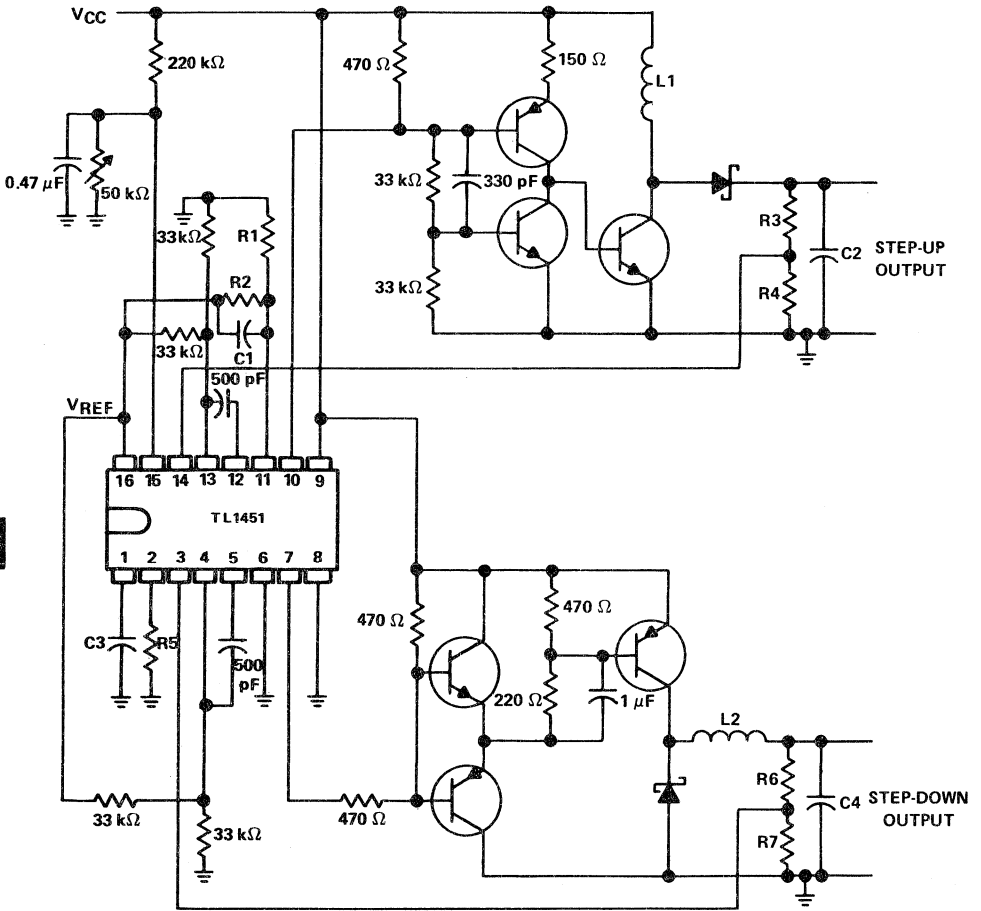 VCC
220 kΩ
470 Ω
150 Ω
L1
0.47 µF
50 kΩ
33 kΩ
330 pF
33kΩ
R1
R3
C2
STEP-UP
OUTPUT
R2
33 kΩ
R4
33 kΩ
C1
500 pF
VREF
16 15 14 13 12 11 10 9
TL1451
1 2 3 4 5 6 7 8
470 Ω
470 Ω
C3
R5
500
pF
220 Ω
1 µF
L2
R6
C4
STEP-DOWN
OUTPUT
33 kΩ
470 Ω
33 kΩ
R7